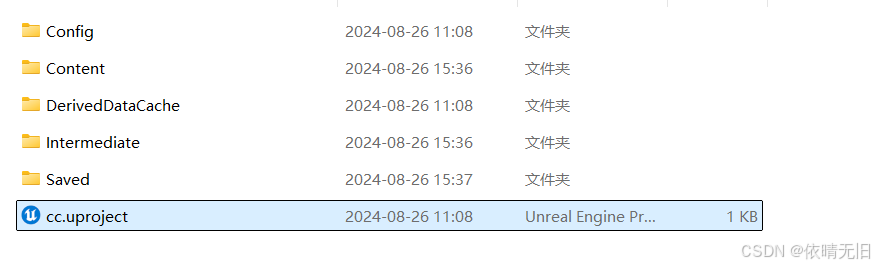 Config 2024-08-26 11:08 文件夹
Content 2024-08-26 15:36 文件夹
DerivedDataCache 2024-08-26 11:08 文件夹
Intermediate 2024-08-26 15:36 文件夹
Saved 2024-08-26 15:37 文件夹
cc.uproject 2024-08-26 11:08 Unreal Engine Pr... 1 KB
CSDN @依晴无旧